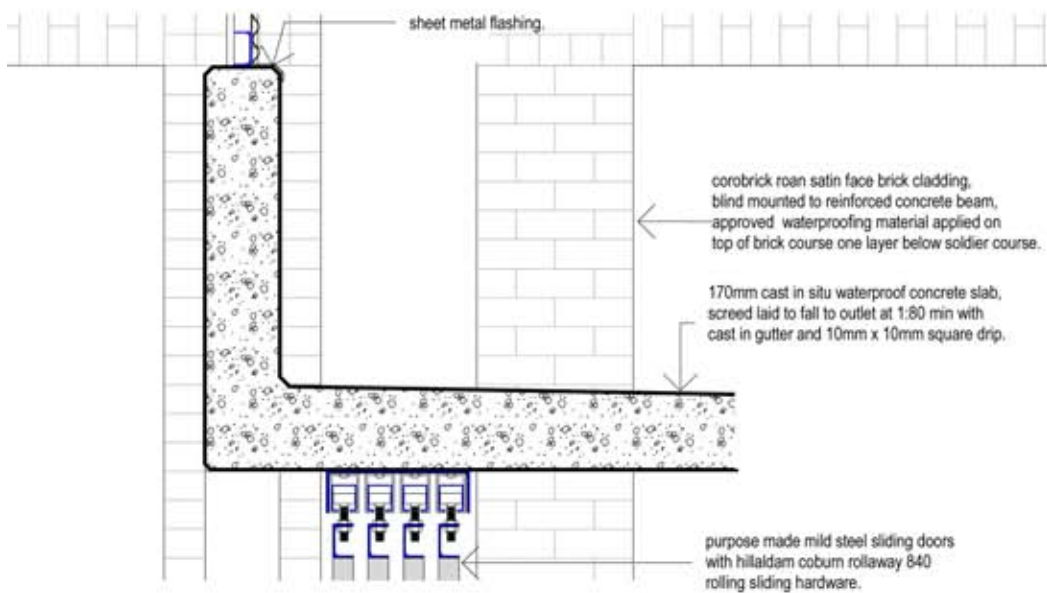 sheet metal flashing.
corobrick roan satin face brick cladding,
blind mounted to reinforced concrete beam,
approved waterproofing material applied on
top of brick course one layer below soldier course.
170mm cast in situ waterproof concrete slab,
screed laid to fall to outlet at 1:80 min with
cast in gutter and 10mm x 10mm square drip.
purpose made mild steel sliding doors
with hillaldam coburn rollaway 840
rolling sliding hardware.